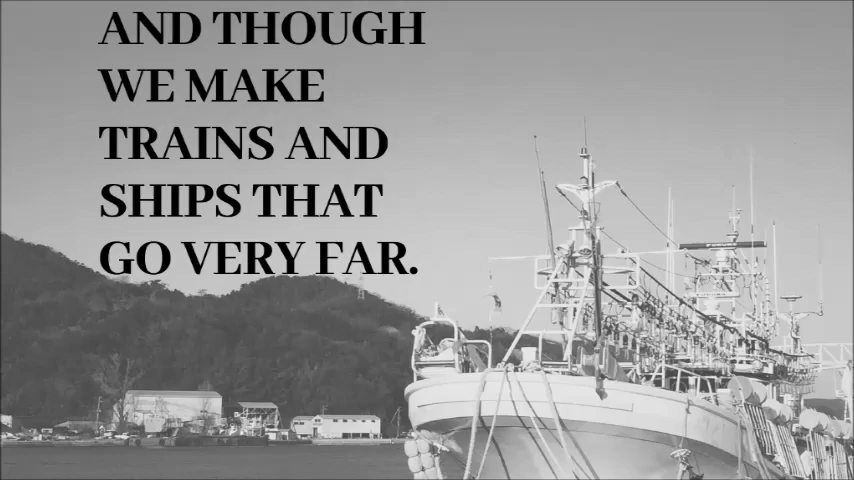 AND THOUGH
WE MAKE
TRAINS AND
SHIPS THAT
GO VERY FAR.